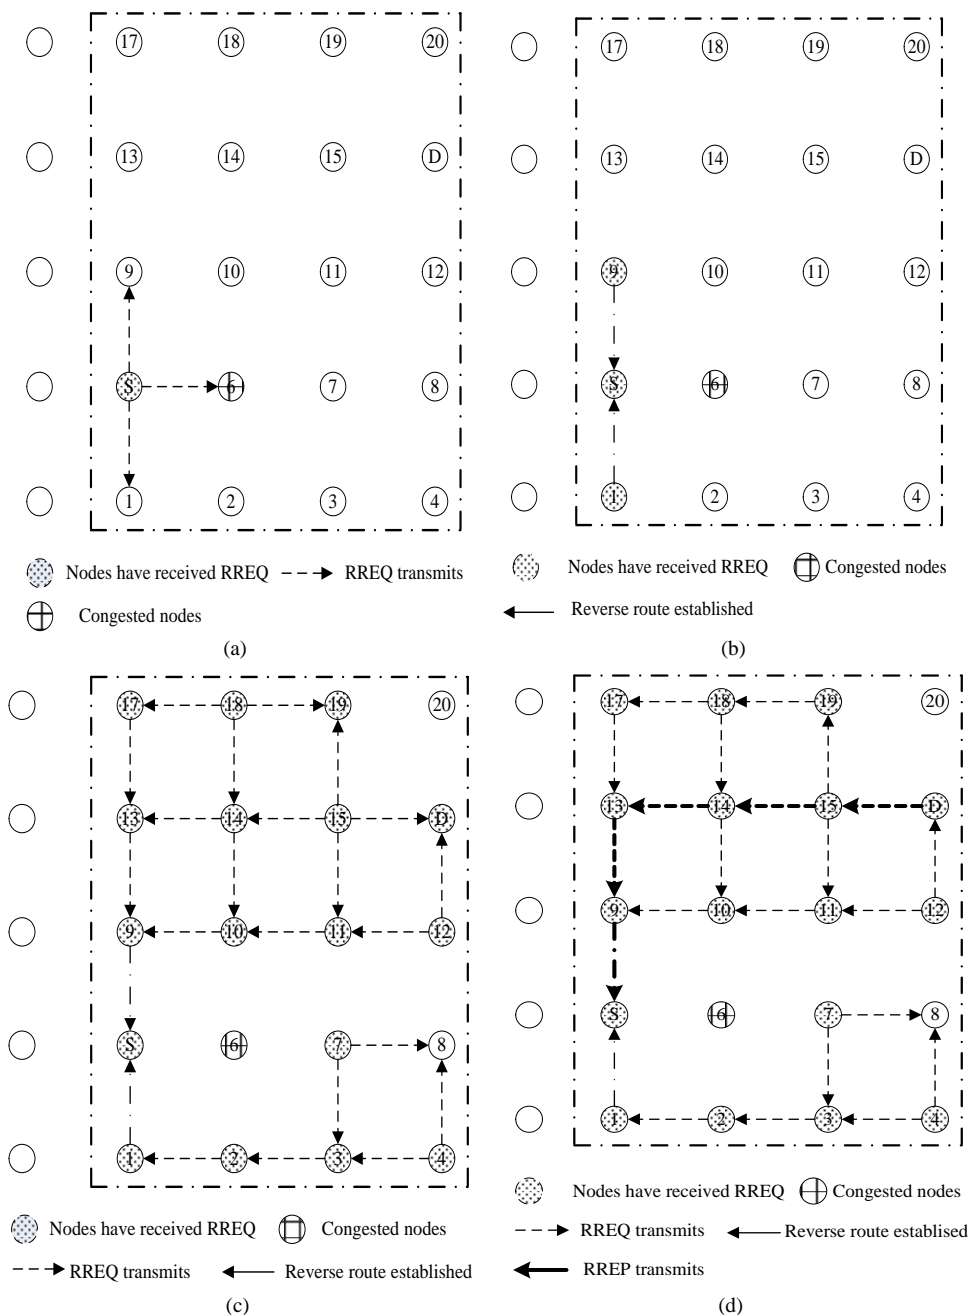 17 18 19 20
13 14 15 D
9 10 11 12
S 6 7 8
1 2 3 4
Nodes have received RREQ RREQ transmits
Congested nodes
(a)
17 18 19 20
13 14 15 D
9 10 11 12
S 6 7 8
1 2 3 4
Nodes have received RREQ Congested nodes
Reverse route established
(b)
17 18 19 20
13 14 15 D
9 10 11 12
S 6 7 8
1 2 3 4
Nodes have received RREQ Congested nodes
RREQ transmits Reverse route established
(c)
17 18 19 20
13 14 15 D
9 10 11 12
S 6 7 8
1 2 3 4
Nodes have received RREQ Congested nodes
RREQ transmits Reverse route establised
RREP transmits
(d)